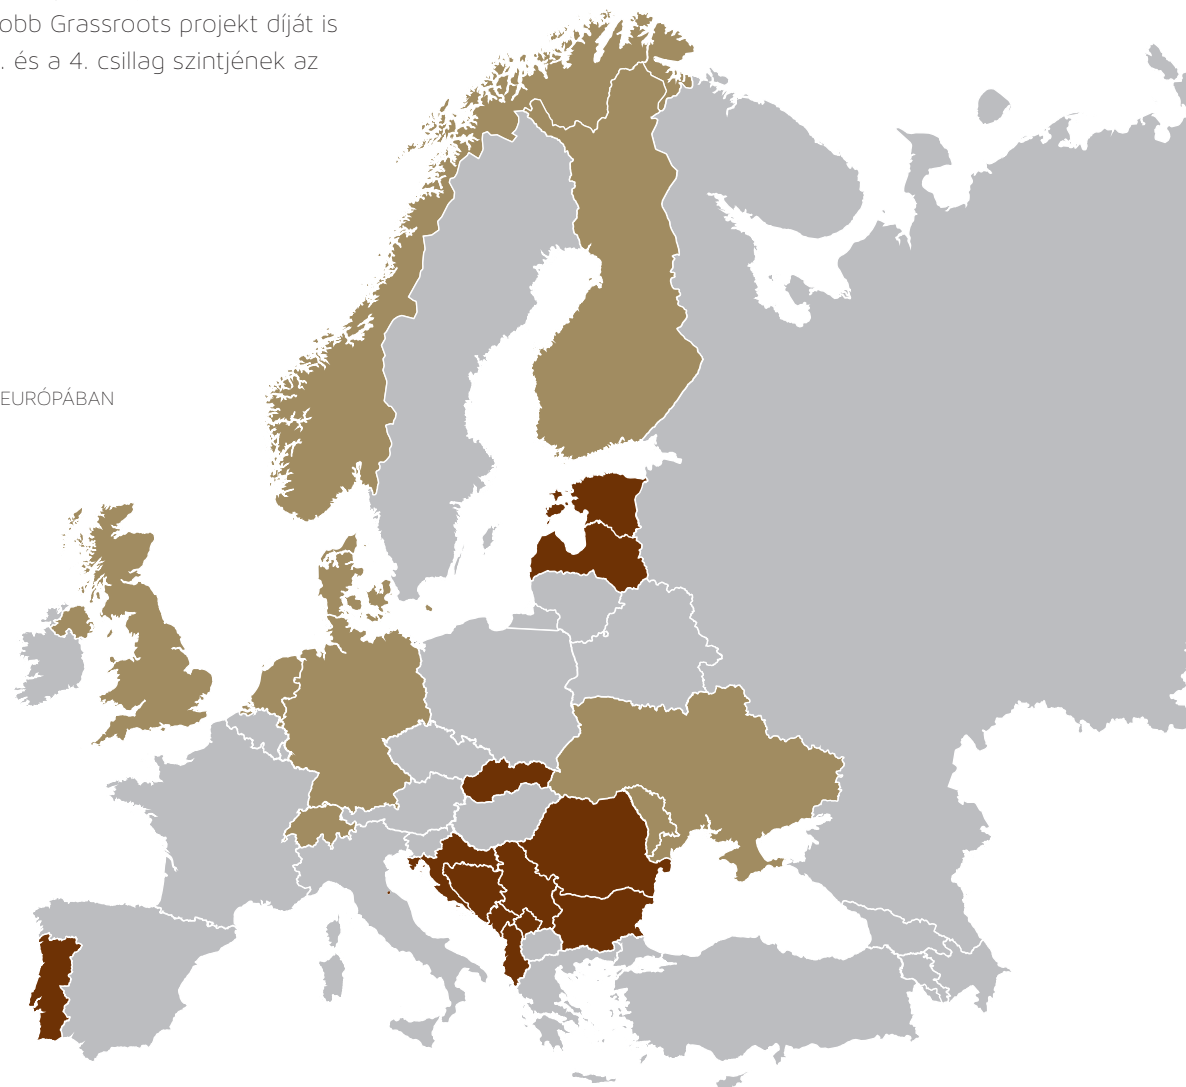 obb Grassroots projekt díját is
. és a 4. csillag szintjének az
EURÓPÁBAN